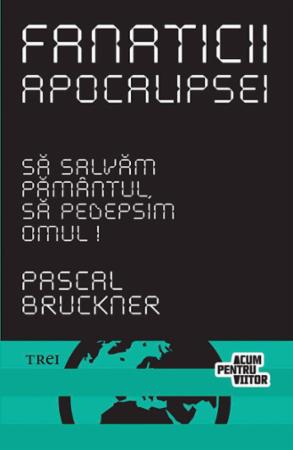 FANATICII
APOCALIPSEI
SĂ SALVĂM
PĂMÂNTUL,
SĂ PEDEPSIM
OMUL!
PASCAL
BRUCKNER
TREI
ACUM
PENTRU
VIITOR